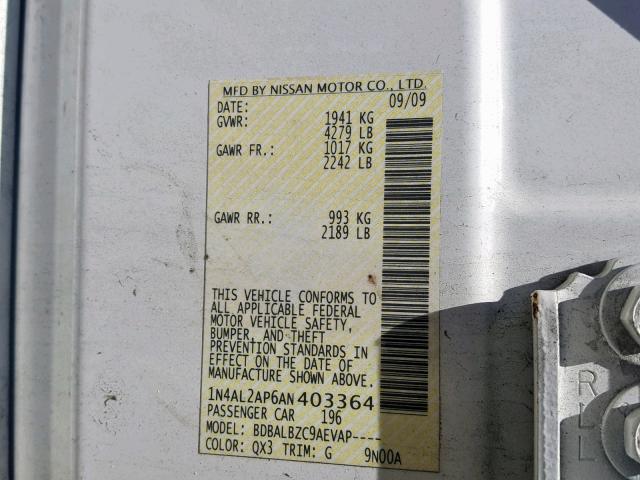 MFD BY NISSAN MOTOR CO., LTD.
DATE: 09/09
GVWR: 1941 KG
4279 LB
GAWR FR.: 1017 KG
2242 LB
GAWR RR.: 993 KG
2189 LB
THIS VEHICLE CONFORMS TO
ALL APPLICABLE FEDERAL
MOTOR VEHICLE SAFETY,
BUMPER, AND THEFT
PREVENTION STANDARDS IN
EFFECT ON THE DATE OF
MANUFACTURE SHOWN ABOVE.
1N4AL2AP6AN403364
PASSENGER CAR 196
MODEL: BDBALBZC9AEVAP----
COLOR: QX3 TRIM: G 9N00A
RLL